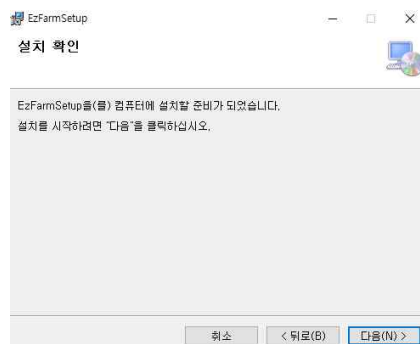 EzFarmSetup
설치 확인
EzFarmSetup을(를) 컴퓨터에 설치할 준비가 되었습니다.
설치를 시작하려면 "다음"을 클릭하십시오.
취소
< 뒤로(B)
다음(N) >